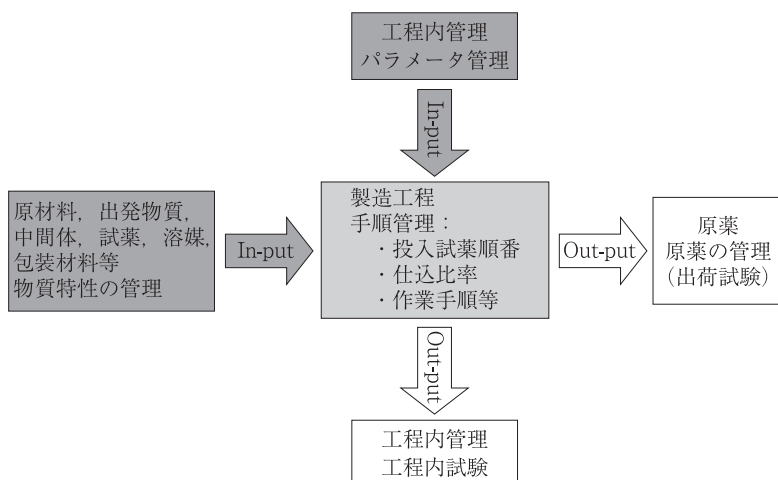 工程内管理
パラメータ管理
In-put
原材料, 出発物質,
中間体, 試薬, 溶媒,
包装材料等
物質特性の管理
In-put
製造工程
手順管理：
・投入試薬順番
・仕込比率
・作業手順等
Out-put
原薬
原薬の管理
(出荷試験)
Out-put
工程内管理
工程内試験